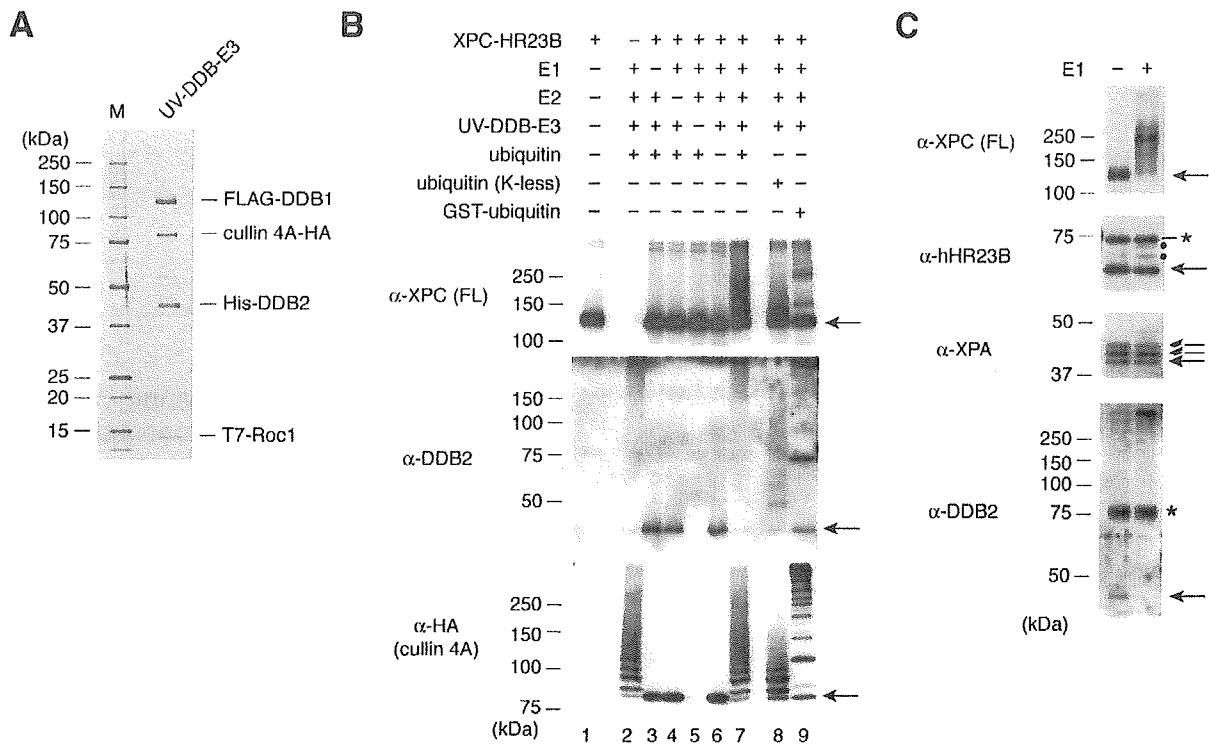 A
UV-DDB-E3
M
(kDa)
250
150
100
75
50
37
25
20
15
FLAG-DDB1
cullin 4A-HA
His-DDB2
T7-Roc1
B
XPC-HR23B + – + + + + + + +
E1 – + – + + + + + +
E2 – + + – + + + + +
UV-DDB-E3 – + + + – + + + +
ubiquitin – + + + + – + – –
ubiquitin (K-less) – – – – – – – + –
GST-ubiquitin – – – – – – – – +
α-XPC (FL)
250
150
100
α-DDB2
150
100
75
50
α-HA
(cullin 4A)
250
150
100
75
(kDa)
1 2 3 4 5 6 7 8 9
C
E1 – +
α-XPC (FL)
250
150
100
α-hHR23B
75
*
α-XPA
50
37
α-DDB2
250
150
100
75
*
50
(kDa)